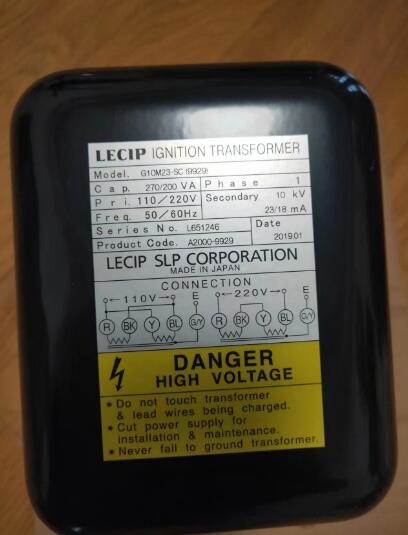 LECIP IGNITION TRANSFORMER
Model. G10M23-SC (9929)
Cap. 270/200 VA Phase 1
Pri. 110/220V Secondary 10 kV
Freq. 50/60Hz 23/18 mA
Series No. L651246 Date
Product Code. A2000-9929 2019.01
LECIP SLP CORPORATION
MADE IN JAPAN
CONNECTION
110V E 220V E
R BK Y BL G/Y R BK Y BL G/Y
DANGER
HIGH VOLTAGE
• Do not touch transformer
& lead wires being charged.
• Cut power supply for
installation & maintenance.
• Never fail to ground transformer.